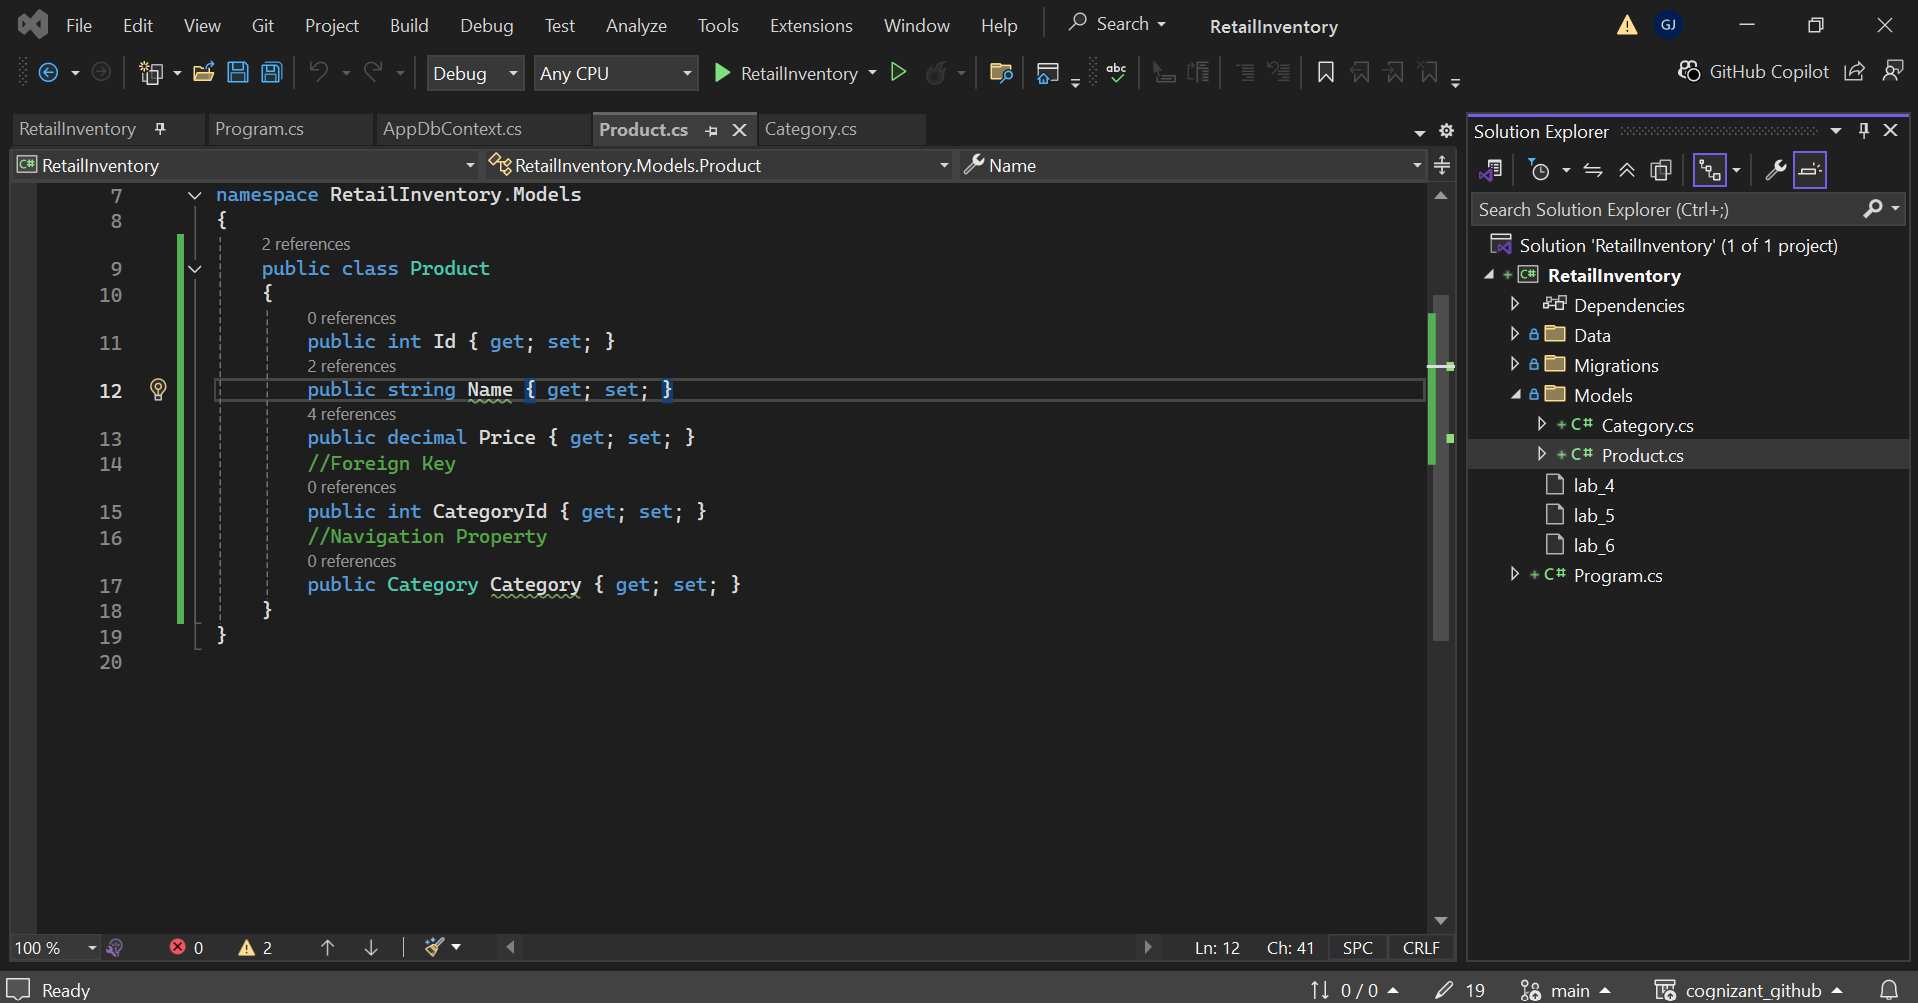 File Edit View Git Project Build Debug Test Analyze Tools Extensions Window Help Search RetailInventory GJ
Debug Any CPU RetailInventory abc GitHub Copilot
RetailInventory Program.cs AppDbContext.cs Product.cs Category.cs
C# RetailInventory RetailInventory.Models.Product Name
7 namespace RetailInventory.Models
8 {
2 references
9 public class Product
10 {
0 references
11 public int Id { get; set; }
2 references
12 public string Name { get; set; }
4 references
13 public decimal Price { get; set; }
14 //Foreign Key
0 references
15 public int CategoryId { get; set; }
16 //Navigation Property
0 references
17 public Category Category { get; set; }
18 }
19 }
20
100 % 0 2 Ln: 12 Ch: 41 SPC CRLF
Solution Explorer
Search Solution Explorer (Ctrl+;)
Solution 'RetailInventory' (1 of 1 project)
C# RetailInventory
Dependencies
Data
Migrations
Models
C# Category.cs
C# Product.cs
lab_4
lab_5
lab_6
C# Program.cs
Ready 0 / 0 19 main cognizant_github